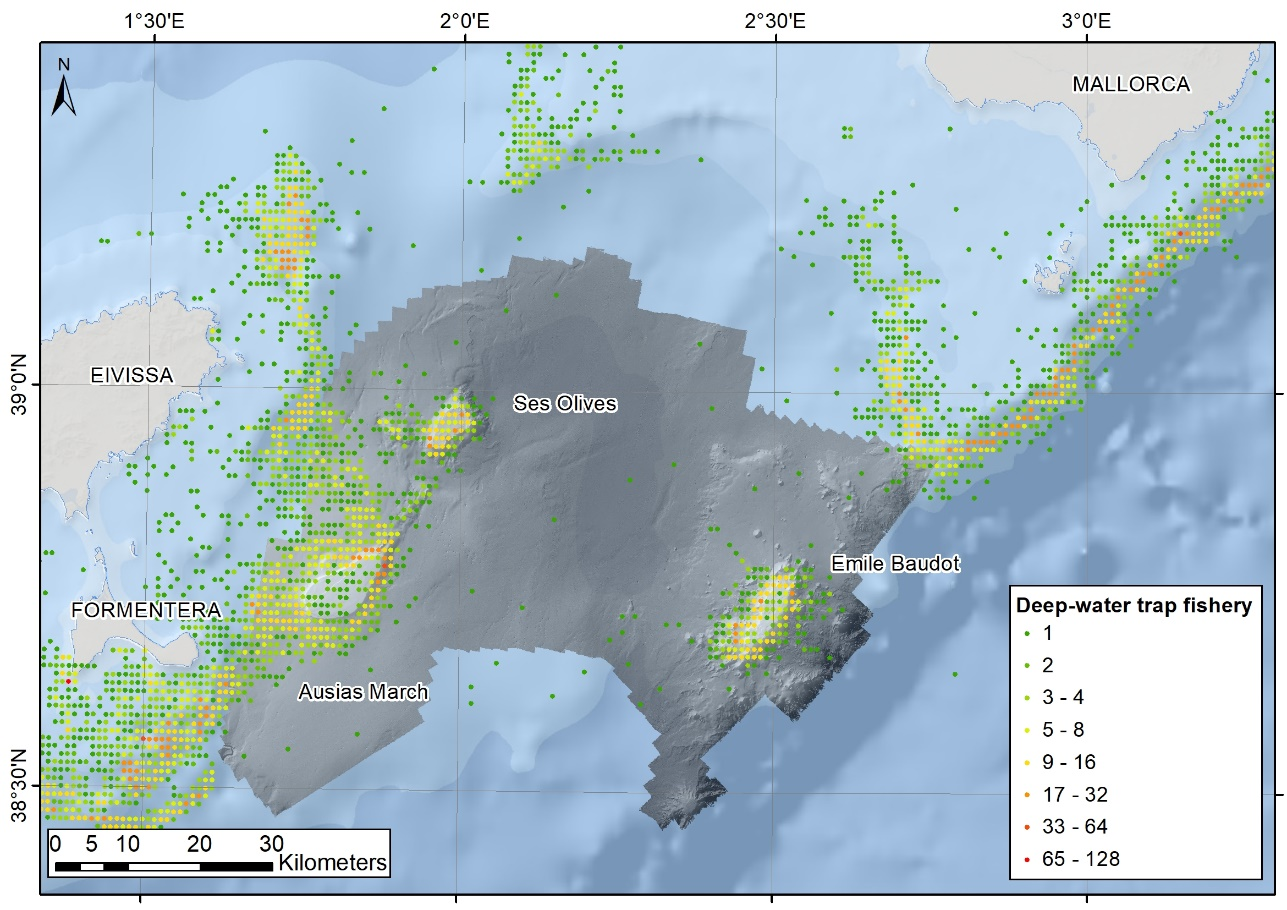 1°30'E 2°0'E 2°30'E 3°0'E
N
MALLORCA
39°0'N
EIVISSA
Ses Olives
Emile Baudot
FORMENTERA
Ausias March
38°30'N
Deep-water trap fishery
1
2
3 - 4
5 - 8
9 - 16
17 - 32
33 - 64
65 - 128
0 5 10 20 30
Kilometers